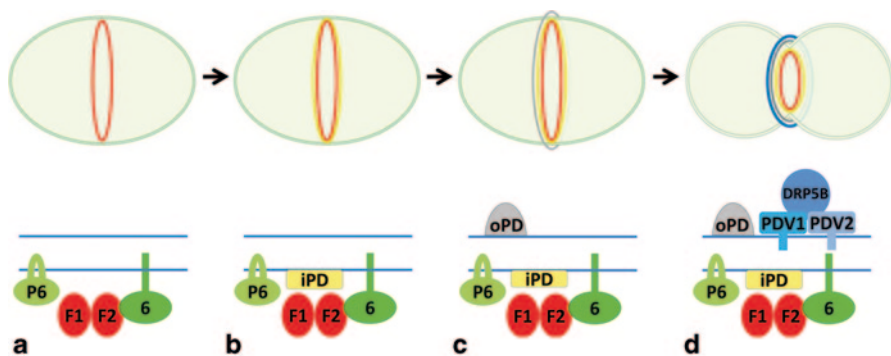 DRP5B
oPD oPD PDV1 PDV2
P6 F1 F2 6 P6 iPD F1 F2 6 P6 iPD F1 F2 6 P6 iPD F1 F2 6
a b c d